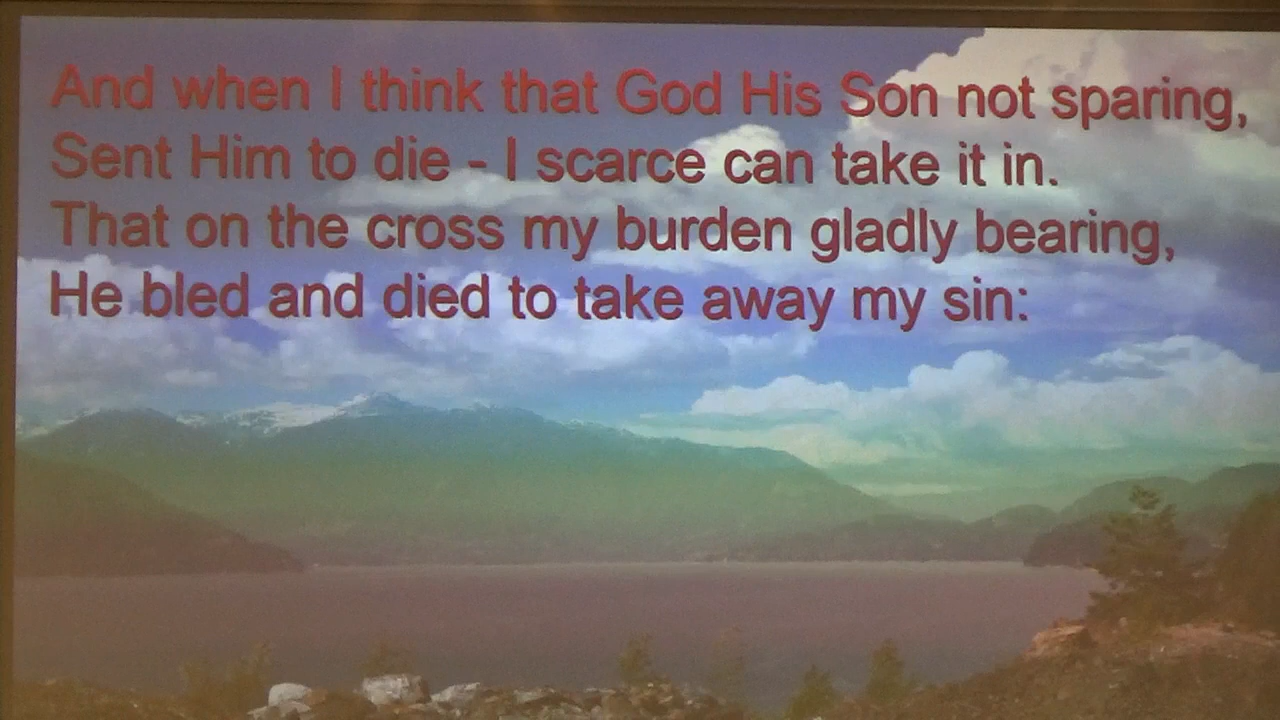 And when I think that God His Son not sparing,
Sent Him to die - I scarce can take it in.
That on the cross my burden gladly bearing,
He bled and died to take away my sin: